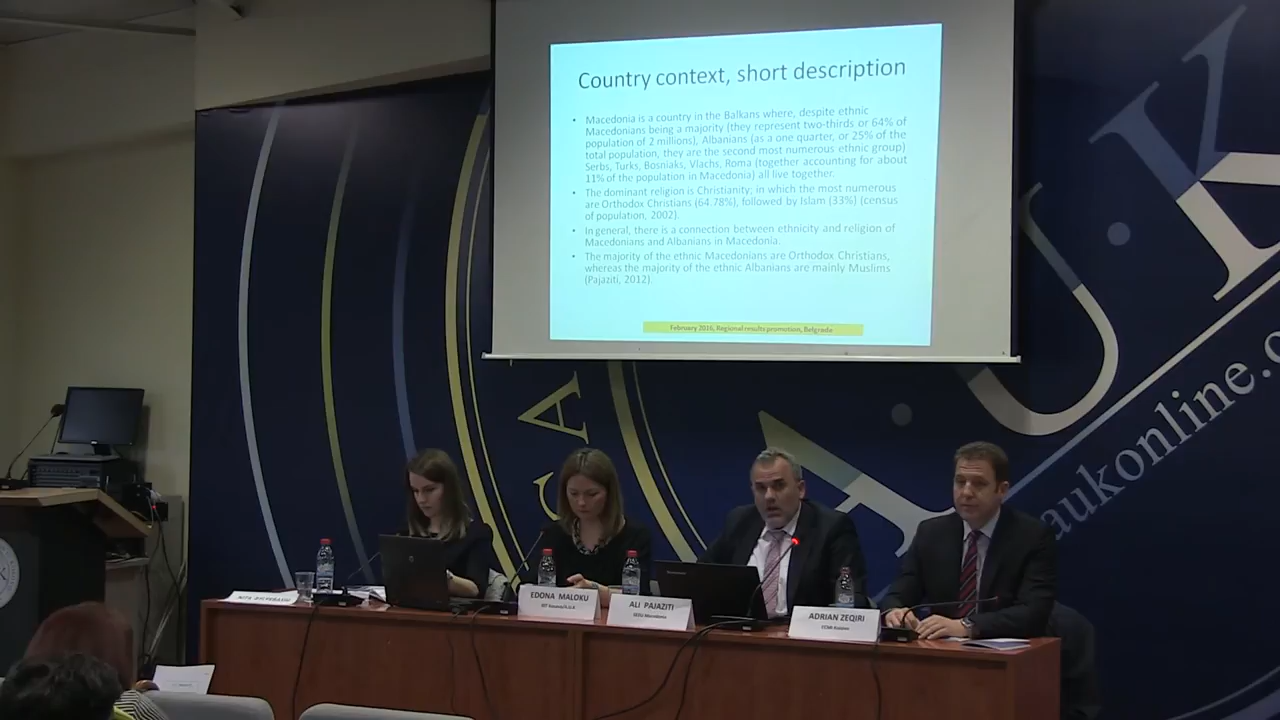 Country context, short description
• Macedonia is a country in the Balkans where, despite ethnic
Macedonians being a majority (they represent two-thirds or 64% of
population of 2 millions), Albanians (as a one quarter, or 25% of the
total population, they are the second most numerous ethnic group)
Serbs, Turks, Bosniaks, Vlachs, Roma (together accounting for about
11% of the population in Macedonia) all live together.
• The dominant religion is Christianity; in which the most numerous
are Orthodox Christians (64.78%), followed by Islam (33%) (census
of population, 2002).
• In general, there is a connection between ethnicity and religion of
Macedonians and Albanians in Macedonia.
• The majority of the ethnic Macedonians are Orthodox Christians,
whereas the majority of the ethnic Albanians are mainly Muslims
(Pajaziti, 2012)
February 2016, Regional results promotion, Belgrade
A.U.K
aukonline.o
EDONA MALOKU
ALI PAJAZITI
SEEU Macedonia
ADRIAN ZEQIRI